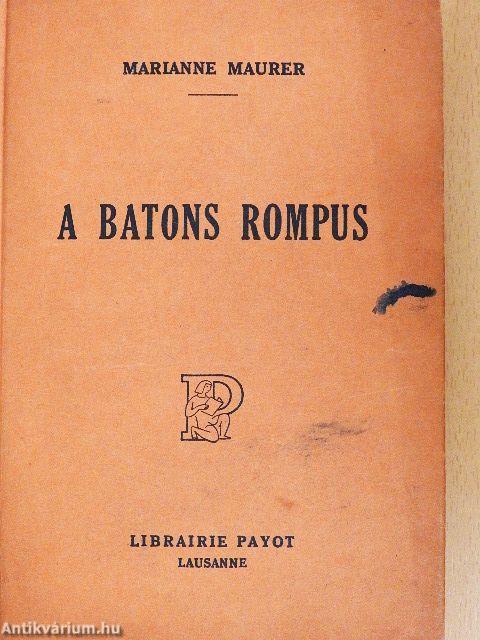 MARIANNE MAURER
A BATONS ROMPUS
P
LIBRAIRIE PAYOT
LAUSANNE
Antikvárium.hu